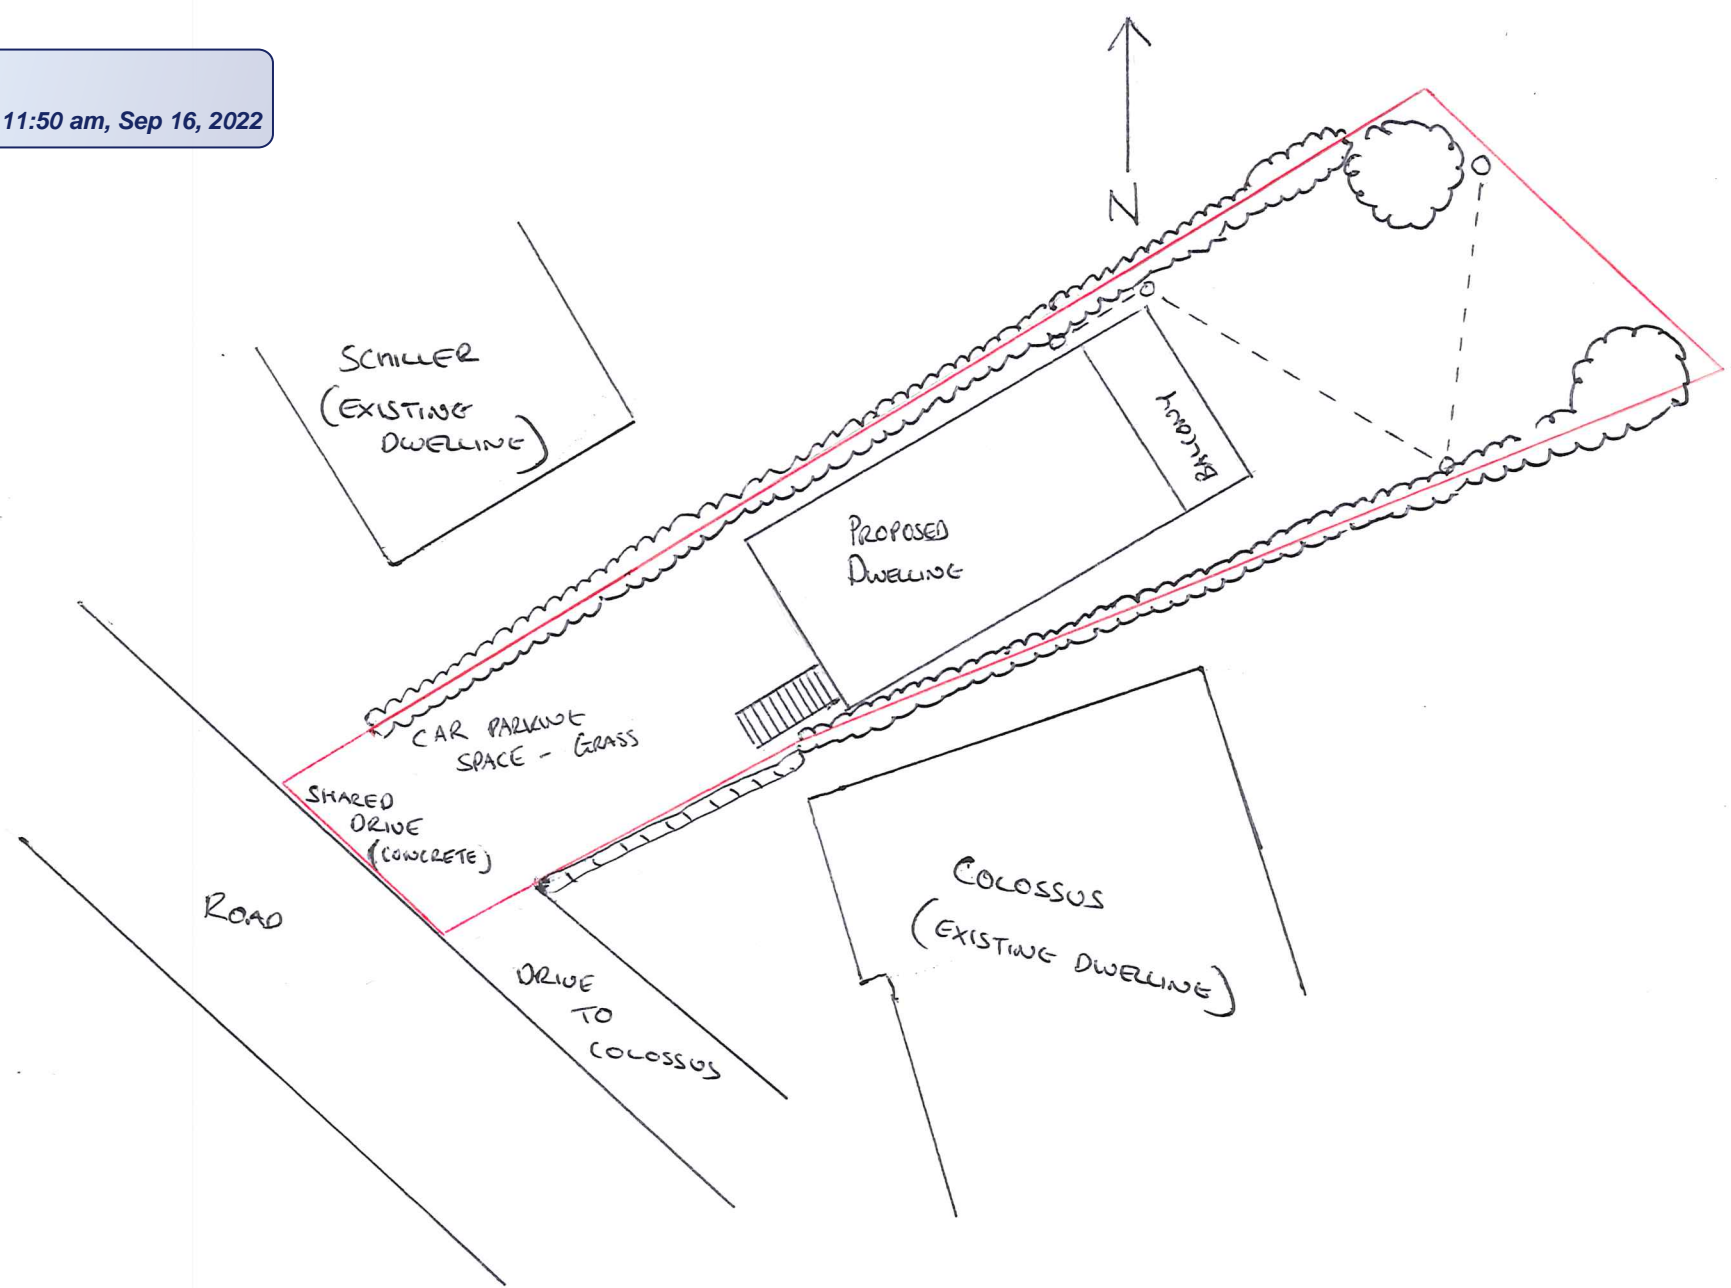 11:50 am, Sep 16, 2022
N
SCHILLER
(EXISTING
DWELLING)
BALCONY
PROPOSED
DWELLING
CAR PARKING
SPACE - GRASS
SHARED
DRIVE
(CONCRETE)
ROAD
COLOSSUS
(EXISTING DWELLING)
DRIVE
TO
COLOSSUS